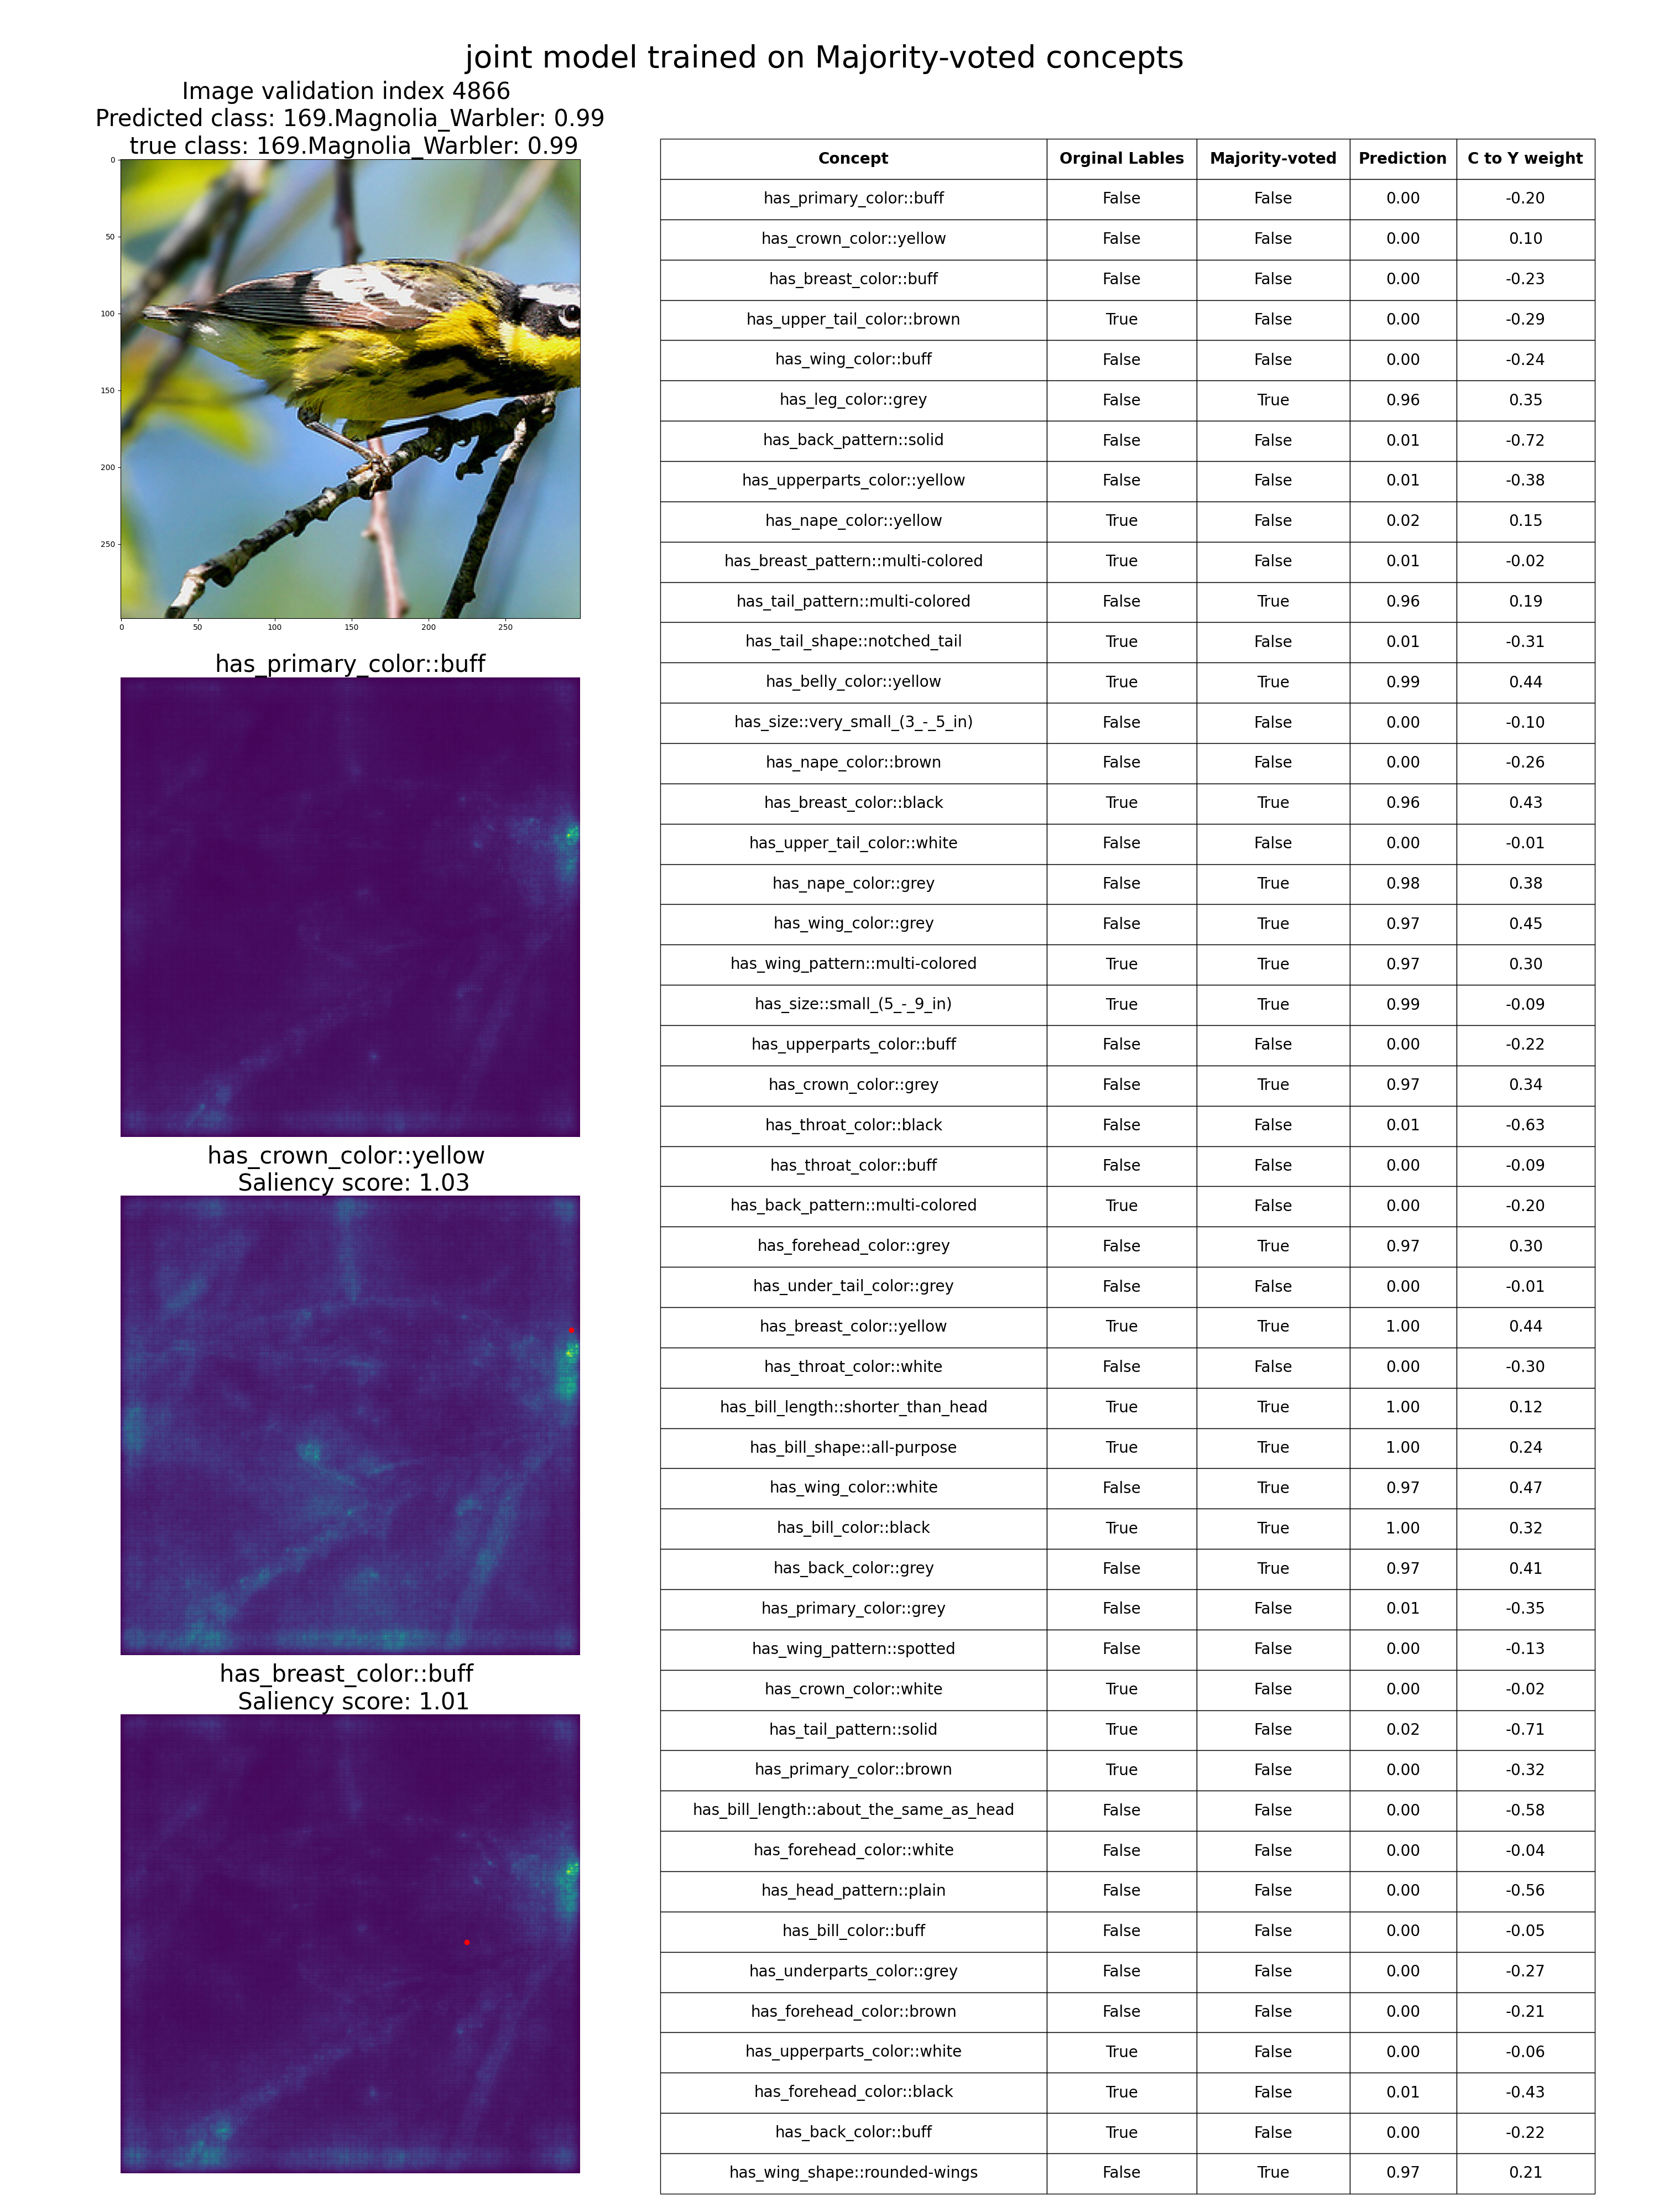 joint model trained on Majority-voted concepts
Image validation index 4866
Predicted class: 169.Magnolia_Warbler: 0.99
true class: 169.Magnolia_Warbler: 0.99
0
50
100
150
200
250
0 50 100 150 200 250
has_primary_color::buff
has_crown_color::yellow
Saliency score: 1.03
has_breast_color::buff
Saliency score: 1.01
Concept Orginal Lables Majority-voted Prediction C to Y weight
has_primary_color::buff False False 0.00 -0.20
has_crown_color::yellow False False 0.00 0.10
has_breast_color::buff False False 0.00 -0.23
has_upper_tail_color::brown True False 0.00 -0.29
has_wing_color::buff False False 0.00 -0.24
has_leg_color::grey False True 0.96 0.35
has_back_pattern::solid False False 0.01 -0.72
has_upperparts_color::yellow False False 0.01 -0.38
has_nape_color::yellow True False 0.02 0.15
has_breast_pattern::multi-colored True False 0.01 -0.02
has_tail_pattern::multi-colored False True 0.96 0.19
has_tail_shape::notched_tail True False 0.01 -0.31
has_belly_color::yellow True True 0.99 0.44
has_size::very_small_(3_-_5_in) False False 0.00 -0.10
has_nape_color::brown False False 0.00 -0.26
has_breast_color::black True True 0.96 0.43
has_upper_tail_color::white False False 0.00 -0.01
has_nape_color::grey False True 0.98 0.38
has_wing_color::grey False True 0.97 0.45
has_wing_pattern::multi-colored True True 0.97 0.30
has_size::small_(5_-_9_in) True True 0.99 -0.09
has_upperparts_color::buff False False 0.00 -0.22
has_crown_color::grey False True 0.97 0.34
has_throat_color::black False False 0.01 -0.63
has_throat_color::buff False False 0.00 -0.09
has_back_pattern::multi-colored True False 0.00 -0.20
has_forehead_color::grey False True 0.97 0.30
has_under_tail_color::grey False False 0.00 -0.01
has_breast_color::yellow True True 1.00 0.44
has_throat_color::white False False 0.00 -0.30
has_bill_length::shorter_than_head True True 1.00 0.12
has_bill_shape::all-purpose True True 1.00 0.24
has_wing_color::white False True 0.97 0.47
has_bill_color::black True True 1.00 0.32
has_back_color::grey False True 0.97 0.41
has_primary_color::grey False False 0.01 -0.35
has_wing_pattern::spotted False False 0.00 -0.13
has_crown_color::white True False 0.00 -0.02
has_tail_pattern::solid True False 0.02 -0.71
has_primary_color::brown True False 0.00 -0.32
has_bill_length::about_the_same_as_head False False 0.00 -0.58
has_forehead_color::white False False 0.00 -0.04
has_head_pattern::plain False False 0.00 -0.56
has_bill_color::buff False False 0.00 -0.05
has_underparts_color::grey False False 0.00 -0.27
has_forehead_color::brown False False 0.00 -0.21
has_upperparts_color::white True False 0.00 -0.06
has_forehead_color::black True False 0.01 -0.43
has_back_color::buff True False 0.00 -0.22
has_wing_shape::rounded-wings False True 0.97 0.21